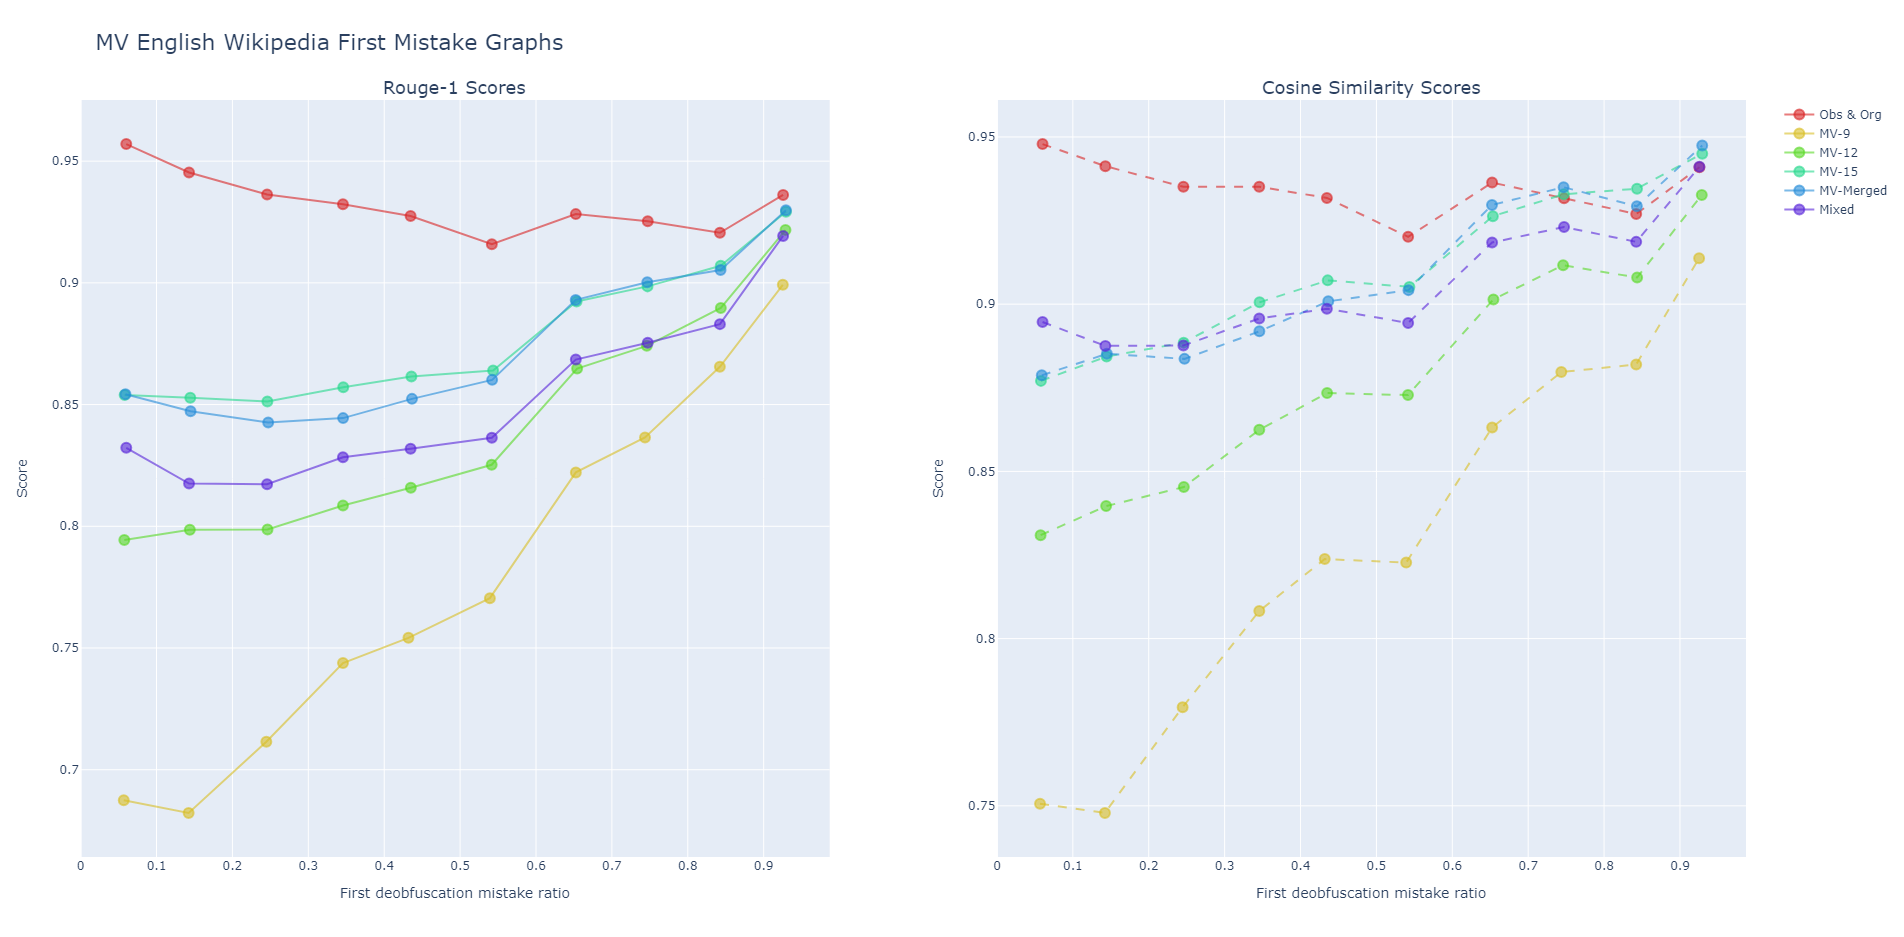 MV English Wikipedia First Mistake Graphs
Rouge-1 Scores
Score
0.95
0.9
0.85
0.8
0.75
0.7
0
0.1
0.2
0.3
0.4
0.5
0.6
0.7
0.8
0.9
First deobfuscation mistake ratio
Cosine Similarity Scores
Score
0.95
0.9
0.85
0.8
0.75
0
0.1
0.2
0.3
0.4
0.5
0.6
0.7
0.8
0.9
First deobfuscation mistake ratio
Obs & Org
MV-9
MV-12
MV-15
MV-Merged
Mixed